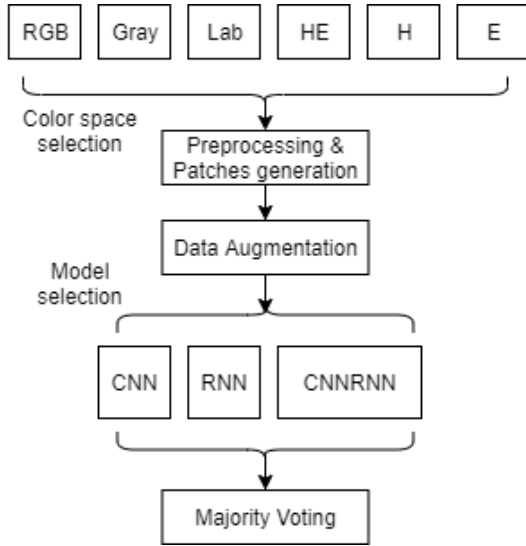 RGB Gray Lab HE H E
Color space
selection
Preprocessing &
Patches generation
Data Augmentation
Model
selection
CNN RNN CNNRNN
Majority Voting